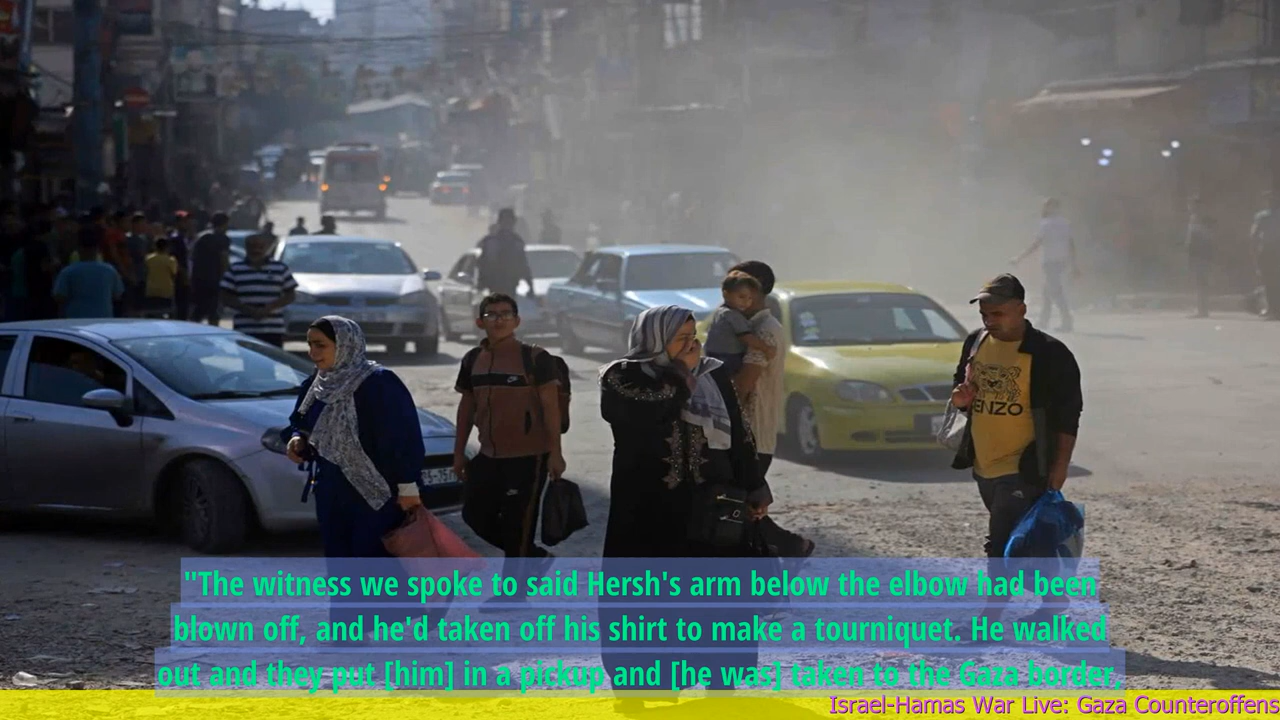 ENZO
"The witness we spoke to said Hersh's arm below the elbow had been
blown off, and he'd taken off his shirt to make a tourniquet. He walked
out and they put [him] in a pickup and [he was] taken to the Gaza border,
Israel-Hamas War Live: Gaza Counteroffens